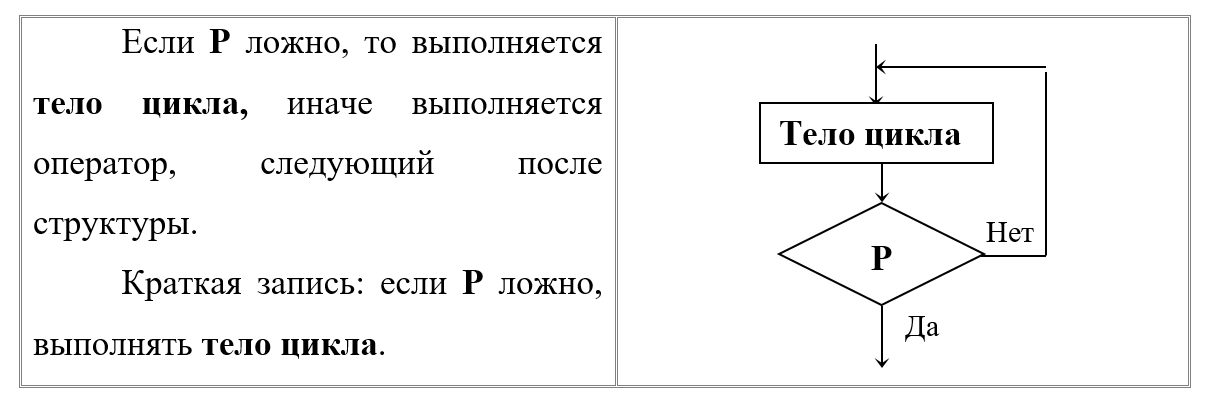 Если P ложно, то выполняется
тело цикла, иначе выполняется
оператор, следующий после
структуры.
Краткая запись: если P ложно,
выполнять тело цикла.
Тело цикла
P
Нет
Да